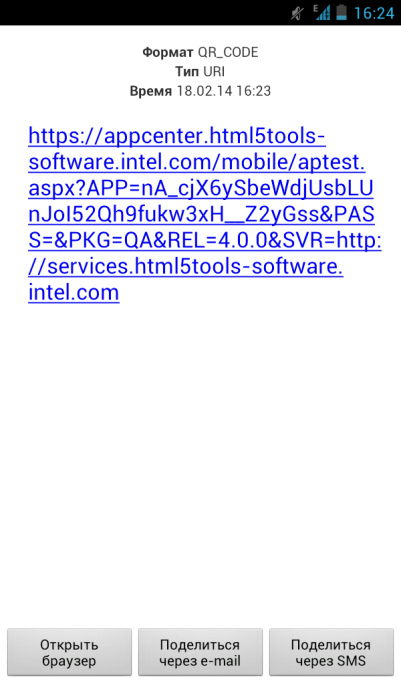 E 16:24
Формат QR_CODE
Тип URI
Время 18.02.14 16:23
https://appcenter.html5tools-
software.intel.com/mobile/aptest.
aspx?APP=nA_cjX6ySbeWdjUsbLU
nJoI52Qh9fukw3xH__Z2yGss&PAS
S=&PKG=QA&REL=4.0.0&SVR=http:
//services.html5tools-software.
intel.com
Открыть
браузер
Поделиться
через e-mail
Поделиться
через SMS